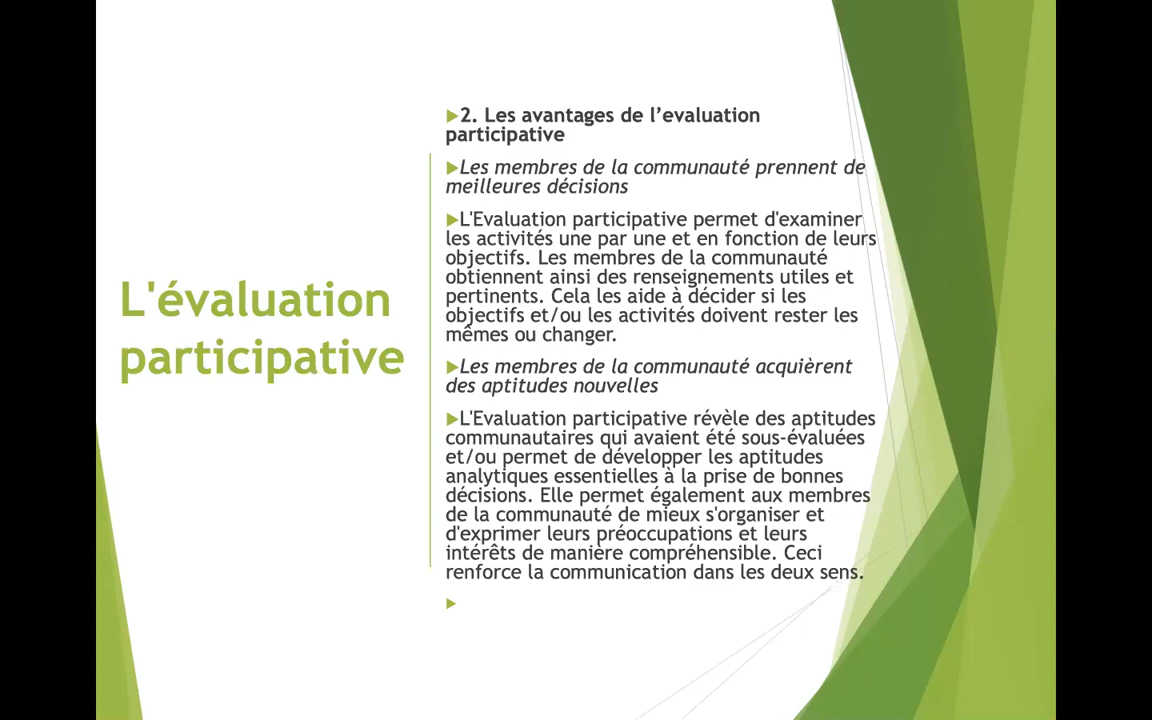 L'évaluation
participative
2. Les avantages de l’evaluation
participative
Les membres de la communauté prennent de
meilleures décisions
L'Evaluation participative permet d'examiner
les activités une par une et en fonction de leurs
objectifs. Les membres de la communauté
obtiennent ainsi des renseignements utiles et
pertinents. Cela les aide à décider si les
objectifs et/ou les activités doivent rester les
mêmes ou changer.
Les membres de la communauté acquièrent
des aptitudes nouvelles
L'Evaluation participative révèle des aptitudes
communautaires qui avaient été sous-évaluées
et/ou permet de développer les aptitudes
analytiques essentielles à la prise de bonnes
décisions. Elle permet également aux membres
de la communauté de mieux s'organiser et
d'exprimer leurs préoccupations et leurs
intérêts de manière compréhensible. Ceci
renforce la communication dans les deux sens.